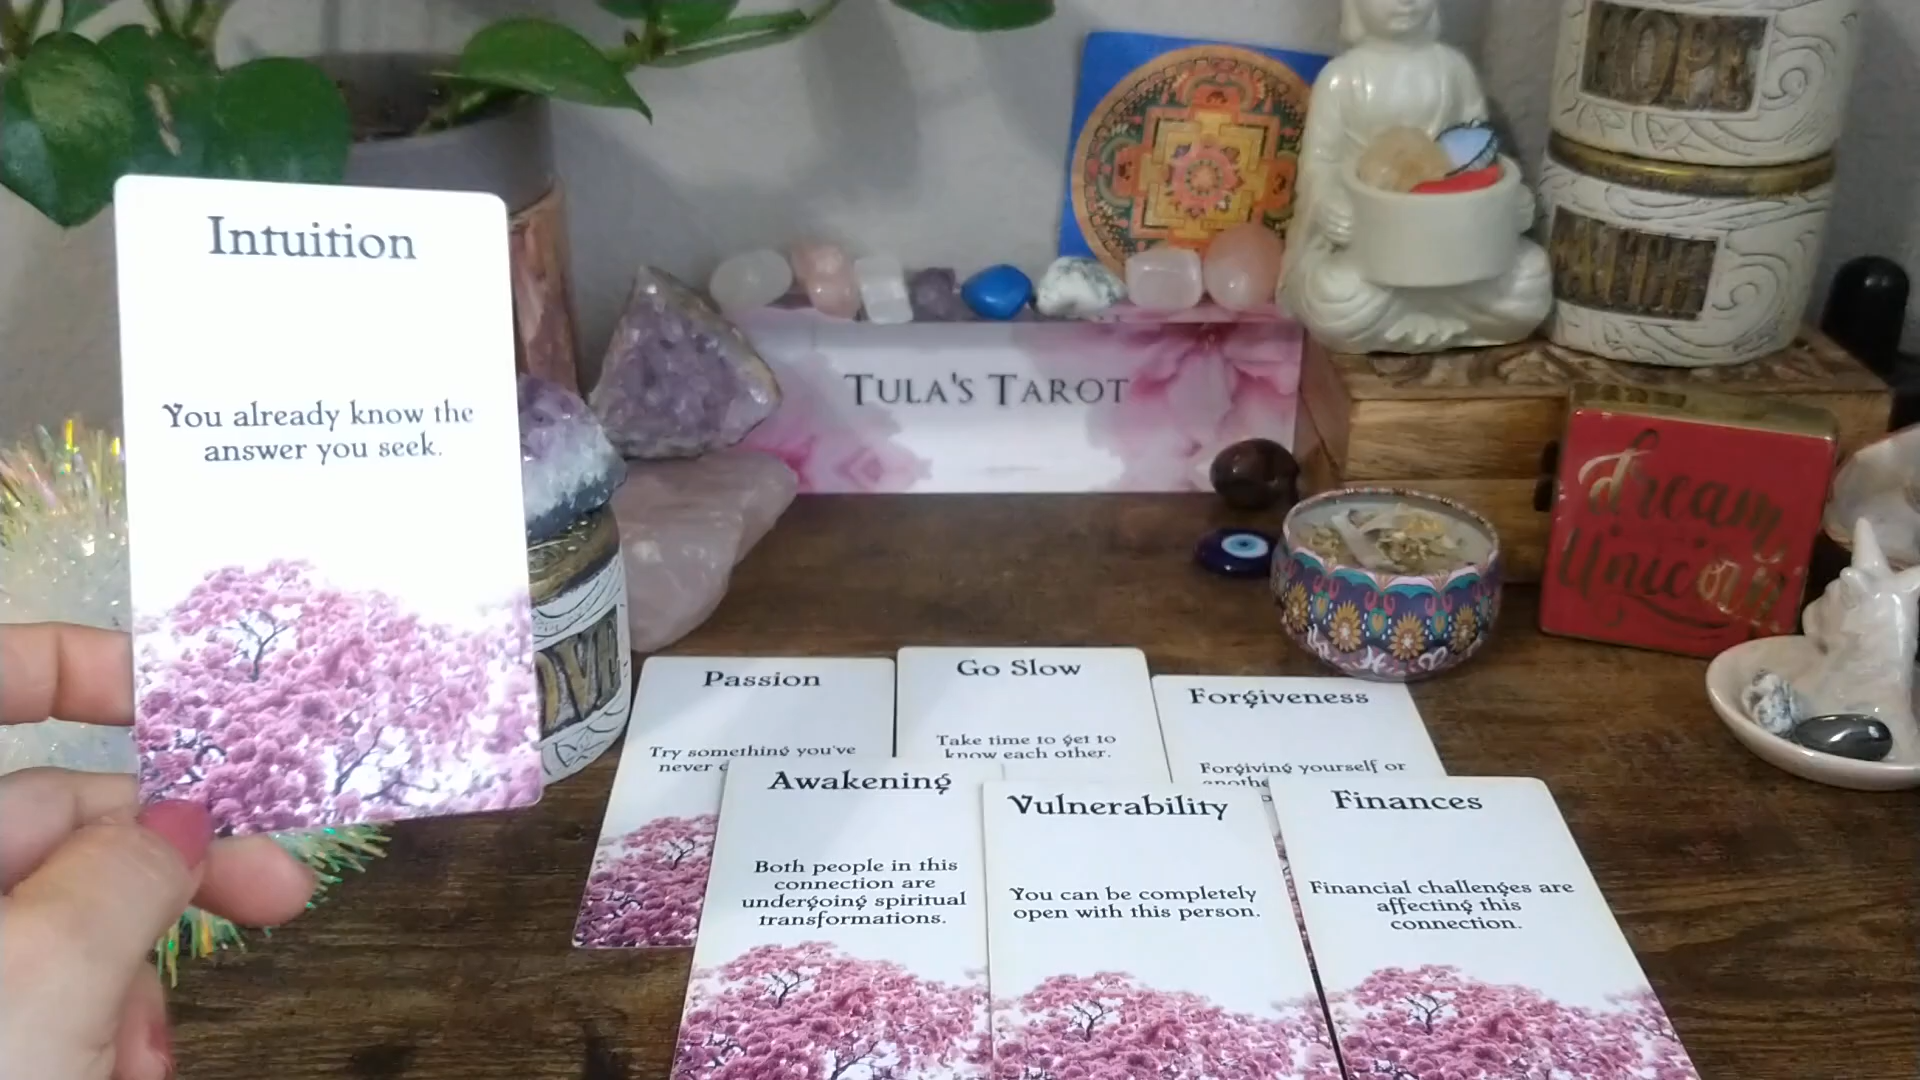 HOPE
FAITH
TULA'S TAROT
Intuition
You already know the
answer you seek.
dream
Unicorn
Passion
Try something you've
never
Go Slow
Take time to get to
know each other.
Forgiveness
Forgiving yourself or
Awakening
Both people in this
connection are
undergoing spiritual
transformations.
Vulnerability
You can be completely
open with this person.
Finances
Financial challenges are
affecting this
connection.